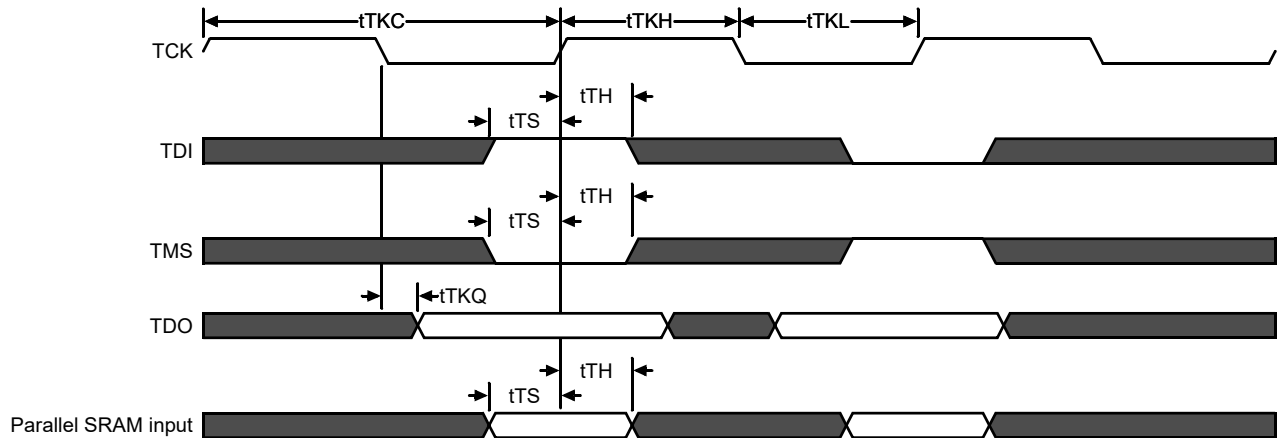 tTKC
tTKH
tTKL
TCK
tTH
tTS
TDI
tTH
tTS
TMS
tTKQ
TDO
tTH
tTS
Parallel SRAM input